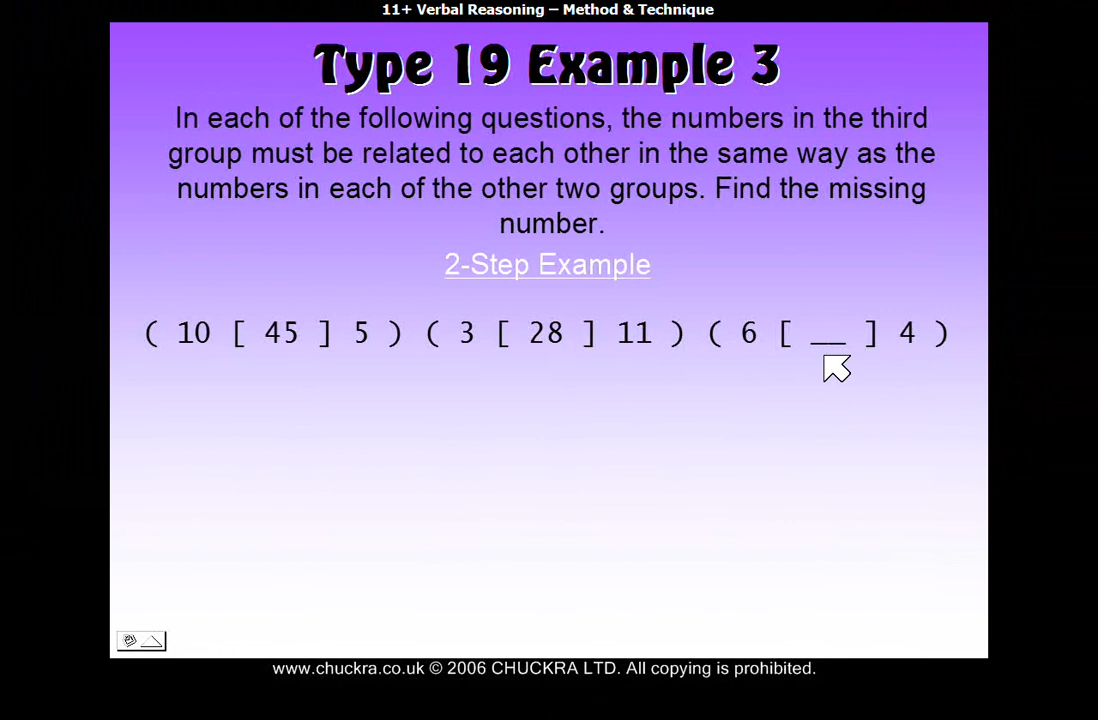 11+ Verbal Reasoning – Method & Technique
Type 19 Example 3
In each of the following questions, the numbers in the third
group must be related to each other in the same way as the
numbers in each of the other two groups. Find the missing
number.
2-Step Example
( 10 [ 45 ] 5 ) ( 3 [ 28 ] 11 ) ( 6 [ __ ] 4 )
www.chuckra.co.uk © 2006 CHUCKRA LTD. All copying is prohibited.